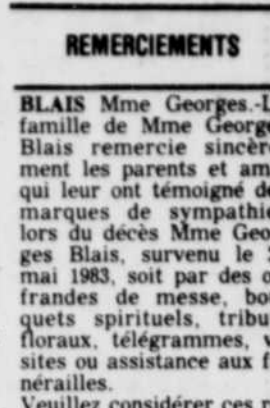 REMERCIEMENTS
BLAIS Mme Georges.-L
famille de Mme George
Blais remercie sincère
ment les parents et am
qui leur ont témoigné de
marques de sympathie
lors du décès Mme Geor
ges Blais, survenu le
mai 1983, soit par des o
frandes de messe, bo
quets spirituels, tribu
floraux, télégrammes, v
sites ou assistance aux f
nérailles.
Veuillez considérer ces r